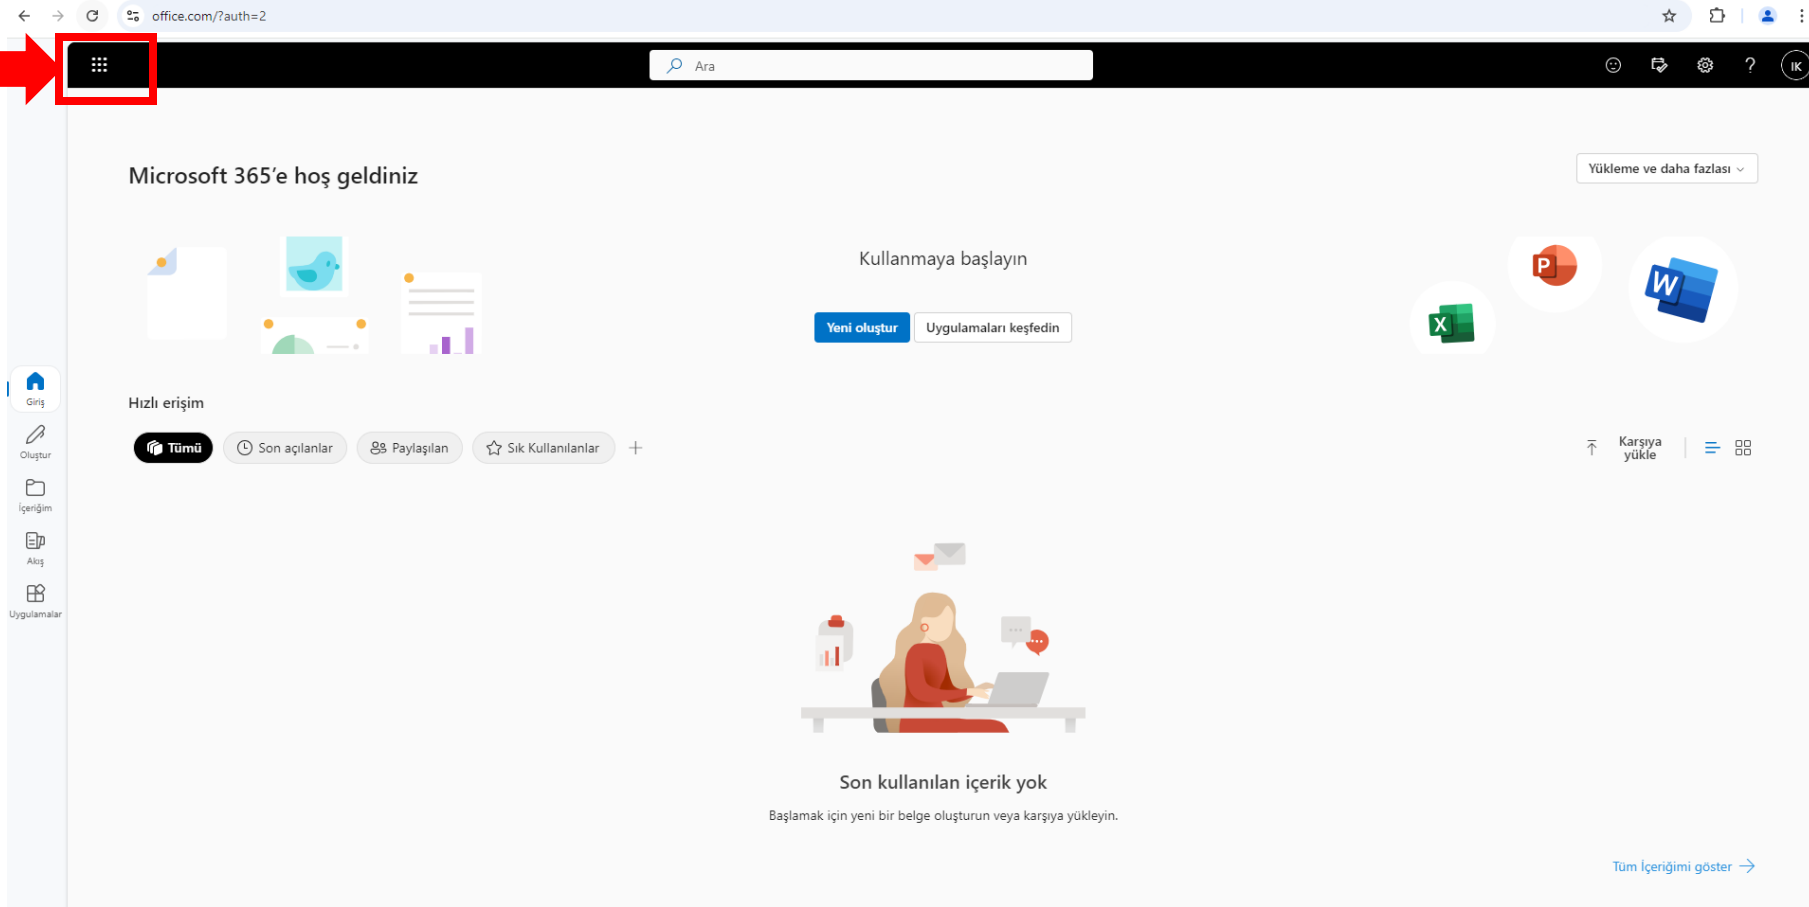 office.com/?auth=2
Ara
IK
Microsoft 365’e hoş geldiniz
Yükleme ve daha fazlası
Kullanmaya başlayın
P
W
X
Yeni oluştur
Uygulamaları keşfedin
Giriş
Oluştur
İçeriğim
Akış
Uygulamalar
Hızlı erişim
Tümü
Son açılanlar
Paylaşılan
Sık Kullanılanlar
Karşıya
yükle
Son kullanılan içerik yok
Başlamak için yeni bir belge oluşturun veya karşıya yükleyin.
Tüm İçeriğimi göster